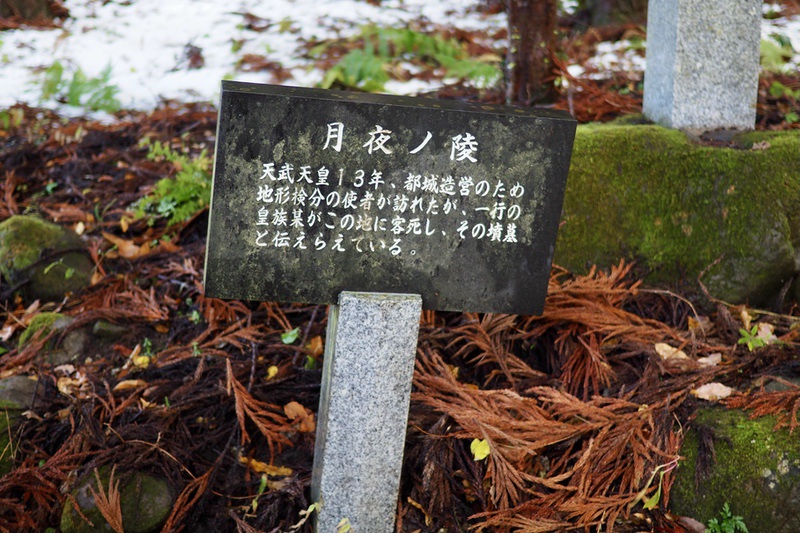 月夜ノ陵
天武天皇13年、都城造営のため
地形検分の使者が訪れたが、一行の
皇族某がこの地に客死し、その墳墓
と伝えらえている。